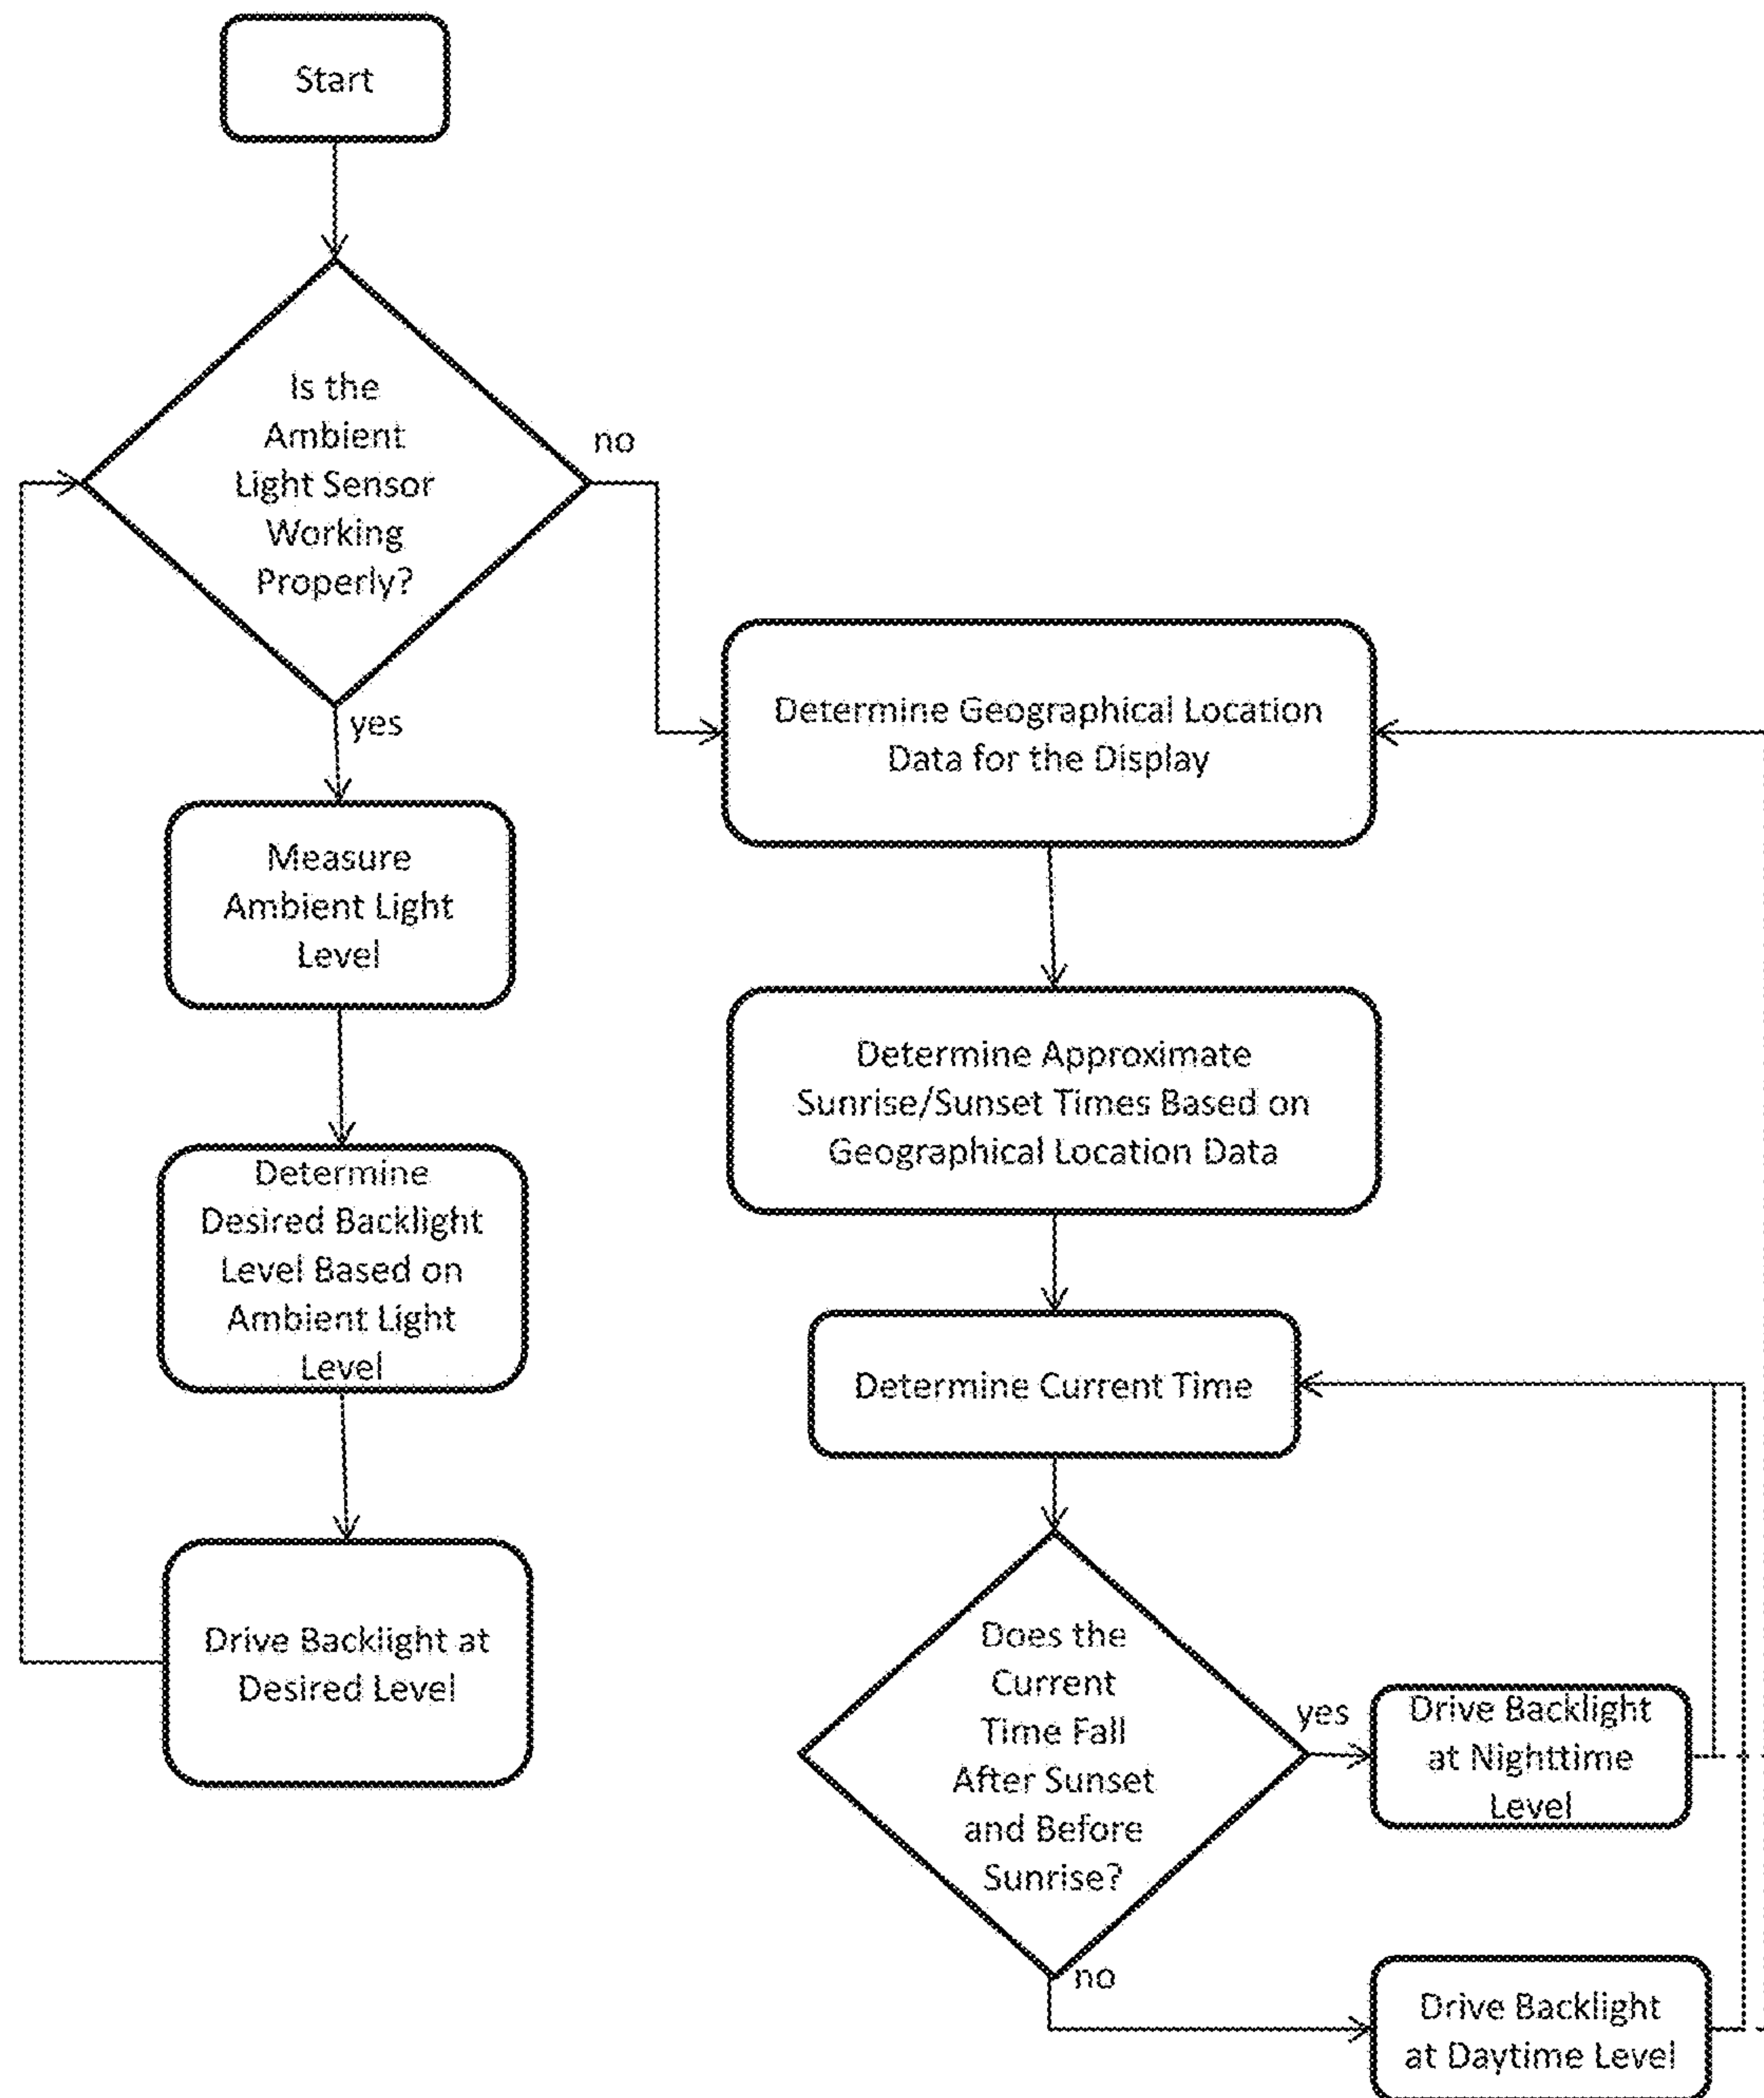 Start
Is the
Ambient
Light Sensor
Working
Properly?
no
yes
Measure
Ambient Light
Level
Determine
Desired Backlight
Level Based on
Ambient Light
Level
Drive Backlight at
Desired Level
Determine Geographical Location
Data for the Display
Determine Approximate
Sunrise/Sunset Times Based on
Geographical Location Data
Determine Current Time
Does the
Current
Time Fall
After Sunset
and Before
Sunrise?
yes
Drive Backlight
at Nighttime
Level
no
Drive Backlight
at Daytime Level